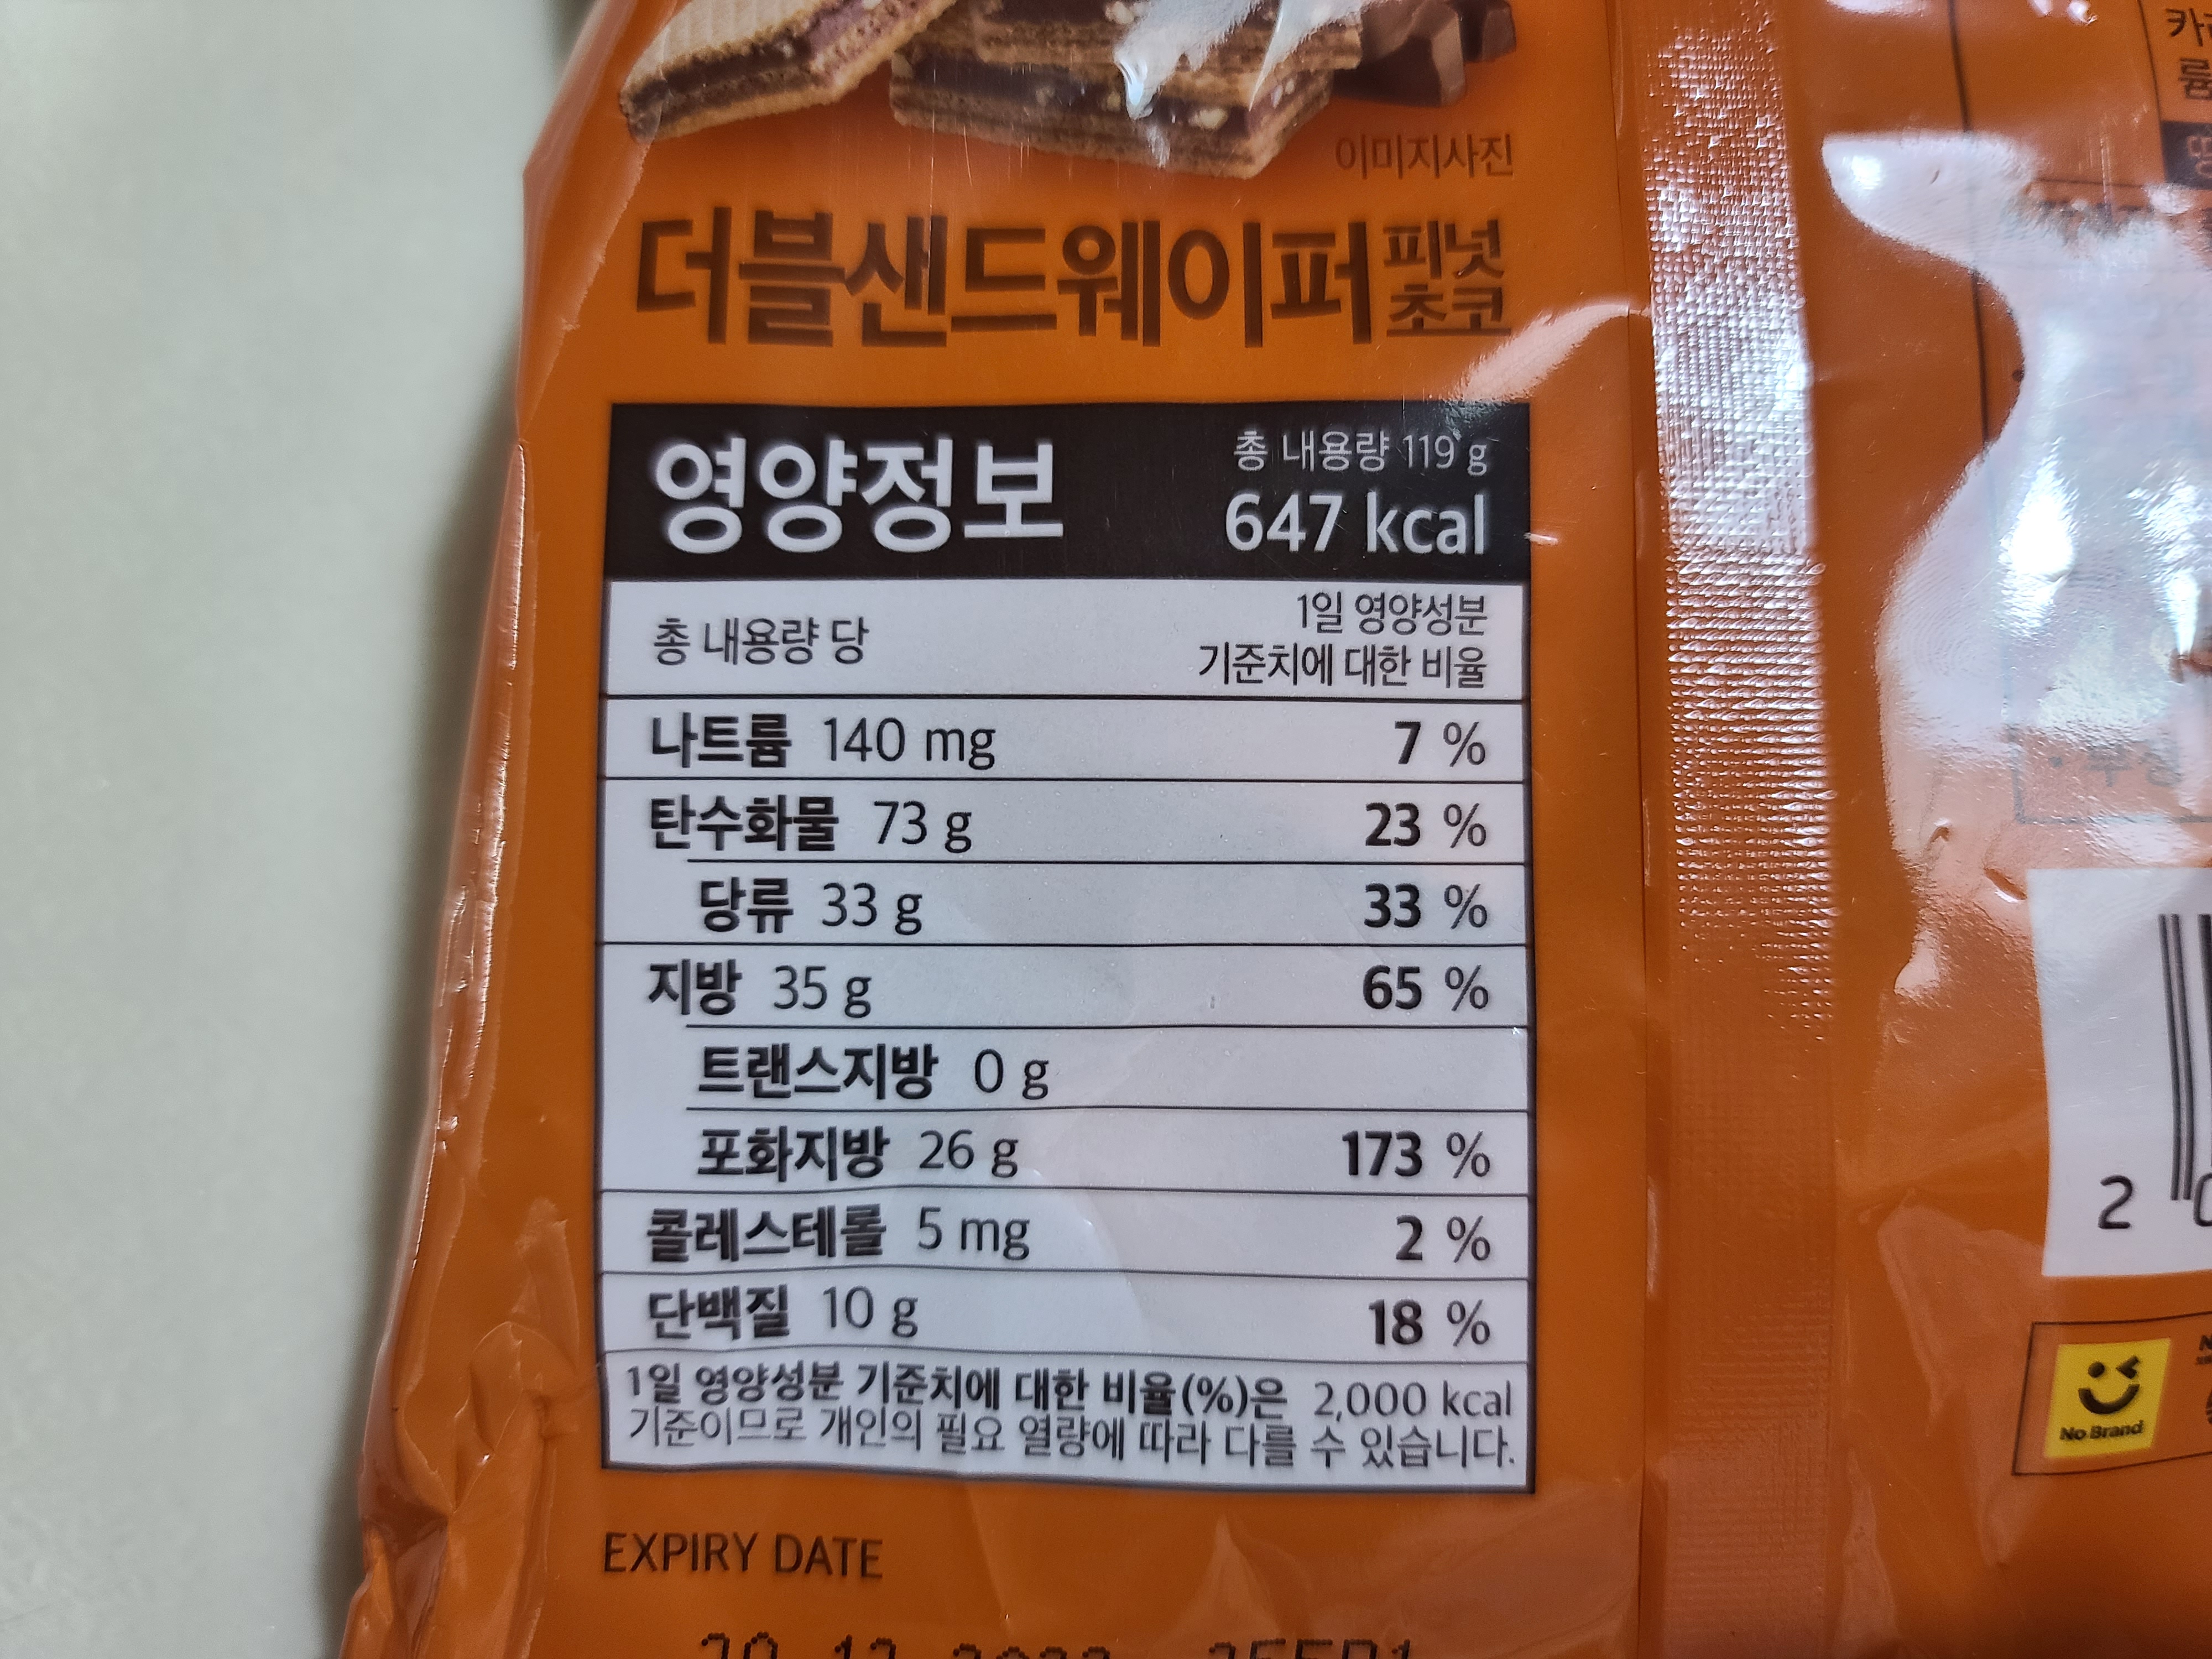 이미지사진
더블샌드웨이퍼 피넛
초코
영양정보
총 내용량 119 g
647 kcal
총 내용량 당
1일 영양성분
기준치에 대한 비율
나트륨 140 mg 7 %
탄수화물 73 g 23 %
당류 33 g 33 %
지방 35 g 65 %
트랜스지방 0 g
포화지방 26 g 173 %
콜레스테롤 5 mg 2 %
단백질 10 g 18 %
1일 영양성분 기준치에 대한 비율(%)은 2,000 kcal
기준이므로 개인의 필요 열량에 따라 다를 수 있습니다.
EXPIRY DATE
2
No Brand